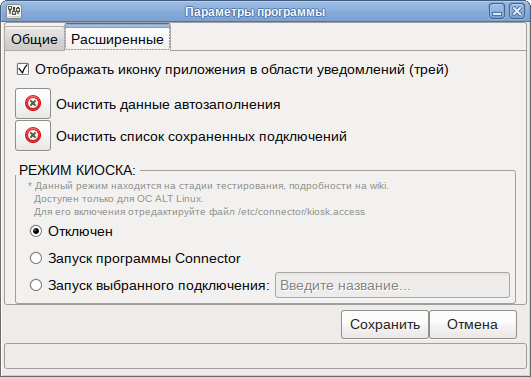 Параметры программы
Общие
Расширенные
Отображать иконку приложения в области уведомлений (трей)
Очистить данные автозаполнения
Очистить список сохраненных подключений
РЕЖИМ КИОСКА:
* Данный режим находится на стадии тестирования, подробности на wiki.
Доступен только для ОС ALT Linux.
Для его включения отредактируйте файл /etc/connector/kiosk.access
Отключен
Запуск программы Connector
Запуск выбранного подключения:
Введите название...
Сохранить
Отмена